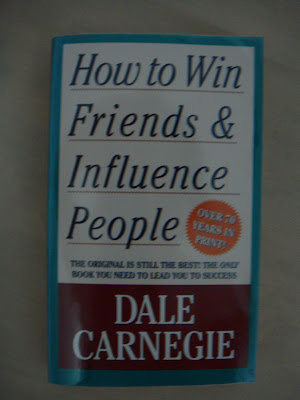 How to Win
Friends &
Influence
People
OVER 70
YEARS IN
PRINT!
THE ORIGINAL IS STILL THE BEST! THE ONLY
BOOK YOU NEED TO LEAD YOU TO SUCCESS
DALE
CARNEGIE